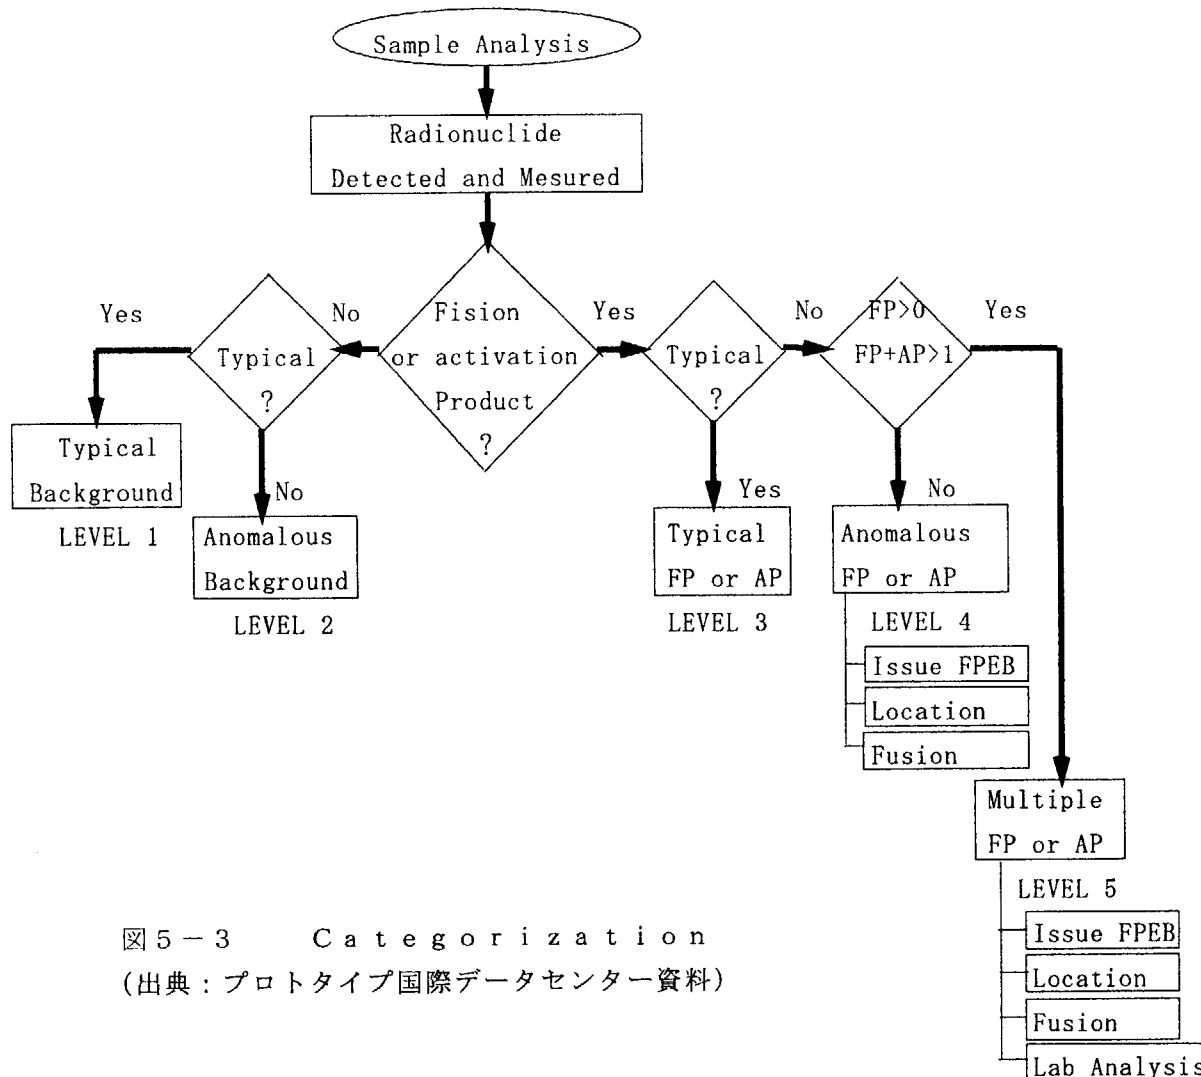 Sample Analysis
Radionuclide
Detected and Mesured
Fision
or activation
Product
?
No
Typical
?
Yes
Typical
Background
LEVEL 1
No
Anomalous
Background
LEVEL 2
Yes
Typical
?
Yes
Typical
FP or AP
LEVEL 3
No
FP>0
FP+AP>1
No
Anomalous
FP or AP
LEVEL 4
Issue FPEB
Location
Fusion
Yes
Multiple
FP or AP
LEVEL 5
Issue FPEB
Location
Fusion
Lab Analysis
図5-3 Categorization
(出典:プロトタイプ国際データセンター資料)